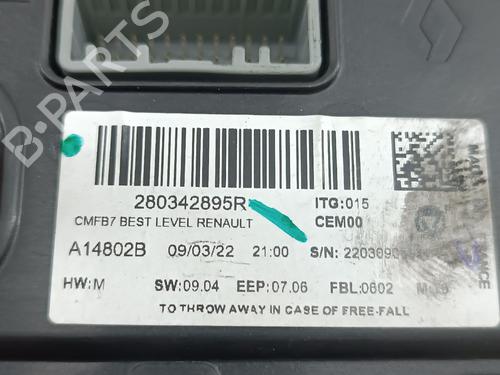 280342895R
ITG:015
CMFB7 BEST LEVEL RENAULT
CEM00
A14802B 09/03/22 21:00 S/N:
HW:M SW:09.04 EEP:07.06 FBL:0602
TO THROW AWAY IN CASE OF FREE-FALL
B-PARTS